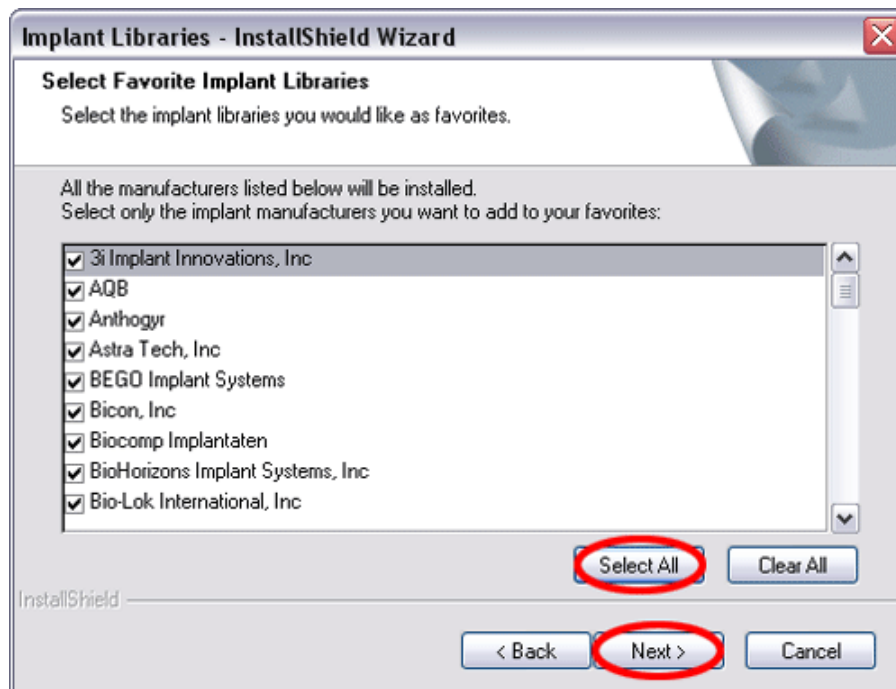 Implant Libraries - InstallShield Wizard
Select Favorite Implant Libraries
Select the implant libraries you would like as favorites.
All the manufacturers listed below will be installed.
Select only the implant manufacturers you want to add to your favorites:
3i Implant Innovations, Inc
AQB
Anthogyr
Astra Tech, Inc
BEGO Implant Systems
Bicon, Inc
Biocomp Implantaten
BioHorizons Implant Systems, Inc
Bio-Lok International, Inc
Select All Clear All
InstallShield
< Back Next > Cancel